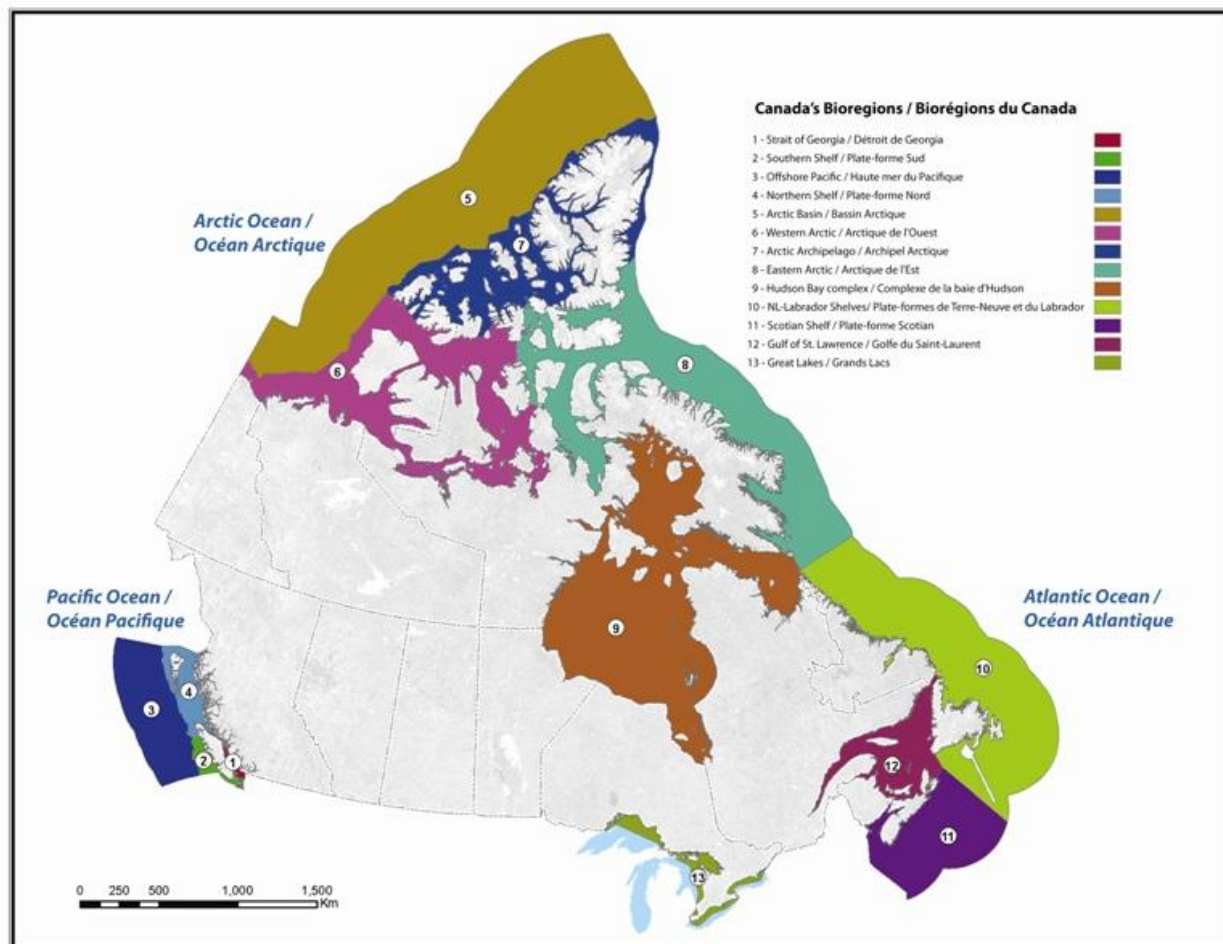 Canada's Bioregions / Biorégions du Canada
1 - Strait of Georgia / Détroit de Georgia
2 - Southern Shelf / Plate-forme Sud
3 - Offshore Pacific / Haute mer du Pacifique
4 - Northern Shelf / Plate-forme Nord
5 - Arctic Basin / Bassin Arctique
6 - Western Arctic / Arctique de l'Ouest
7 - Arctic Archipelago / Archipel Arctique
8 - Eastern Arctic / Arctique de l'Est
9 - Hudson Bay complex / Complexe de la baie d'Hudson
10 - NL-Labrador Shelves/ Plate-formes de Terre-Neuve et du Labrador
11 - Scotian Shelf / Plate-forme Scotian
12 - Gulf of St. Lawrence / Golfe du Saint-Laurent
13 - Great Lakes / Grands Lacs
Arctic Ocean /
Océan Arctique
5
7
6
8
Pacific Ocean /
Océan Pacifique
Atlantic Ocean /
Océan Atlantique
9
10
4
3
2
1
12
11
13
0 250 500 1,000 1,500
Km